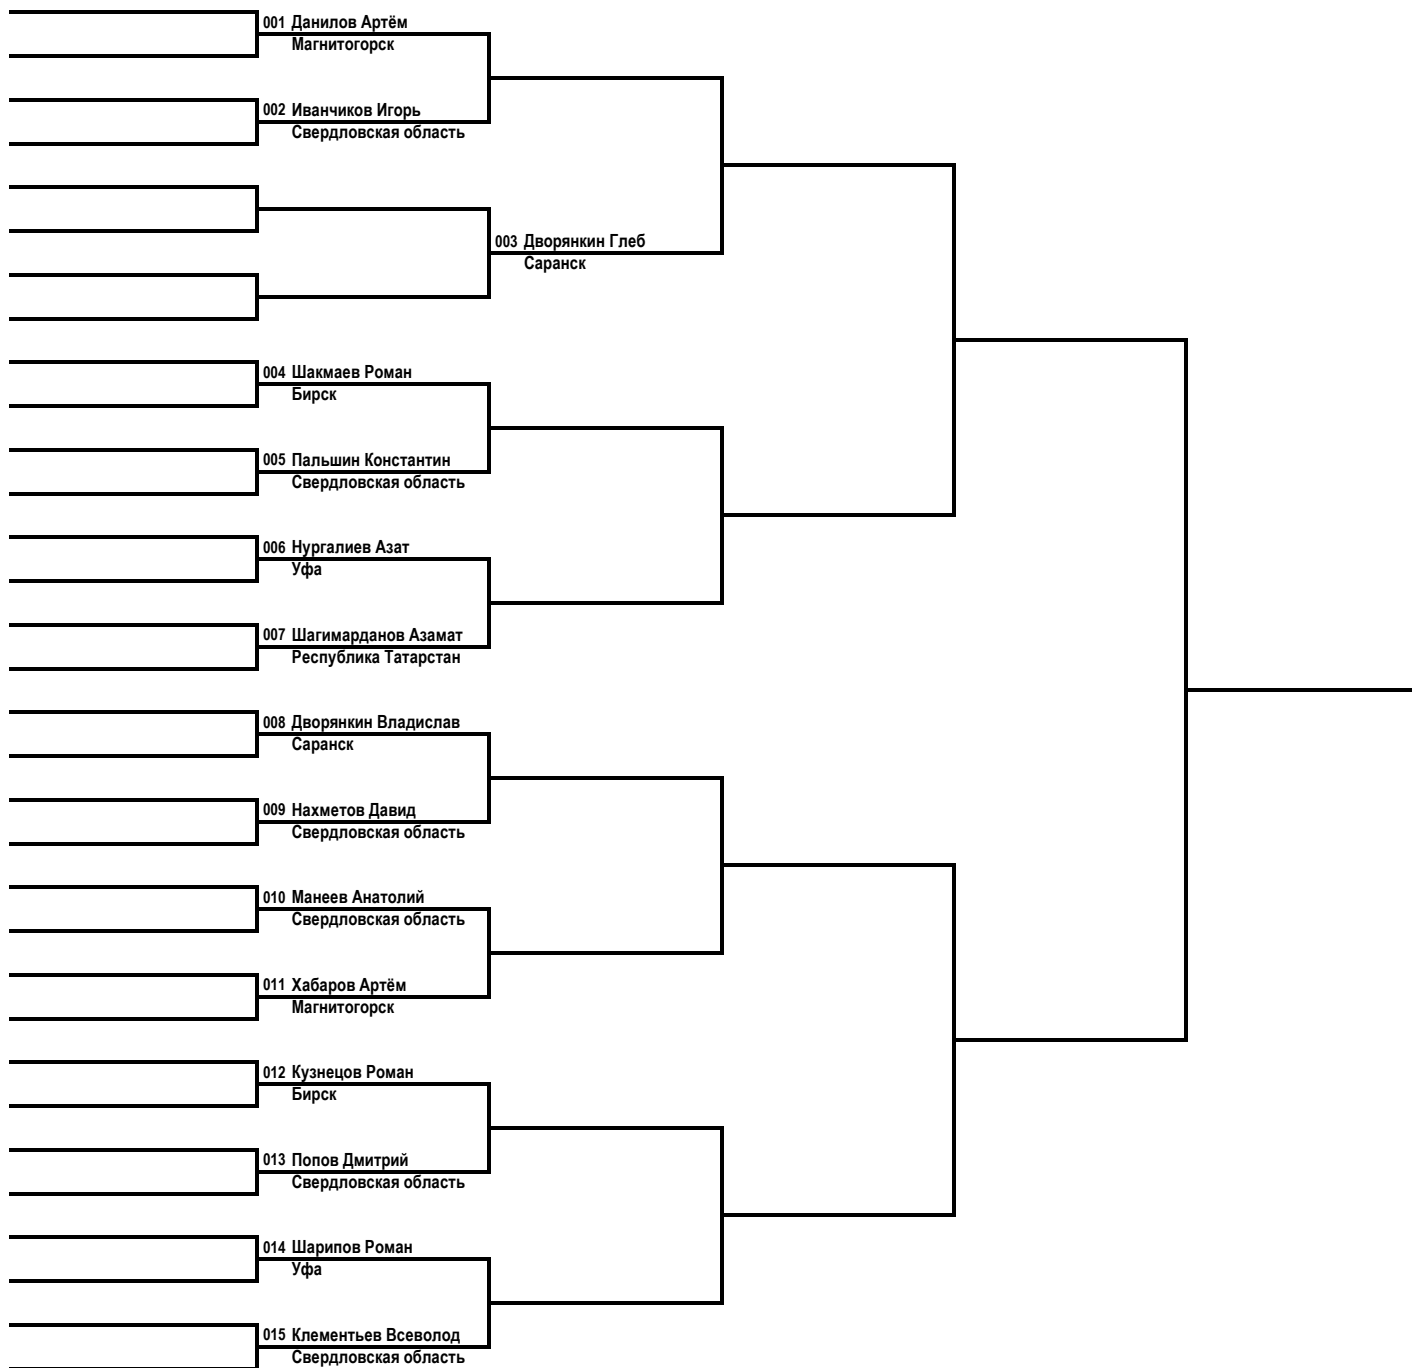 001 Данилов Артём
Магнитогорск
002 Иванчиков Игорь
Свердловская область
003 Дворянкин Глеб
Саранск
004 Шакмаев Роман
Бирск
005 Пальшин Константин
Свердловская область
006 Нургалиев Азат
Уфа
007 Шагимарданов Азамат
Республика Татарстан
008 Дворянкин Владислав
Саранск
009 Нахметов Давид
Свердловская область
010 Манеев Анатолий
Свердловская область
011 Хабаров Артём
Магнитогорск
012 Кузнецов Роман
Бирск
013 Попов Дмитрий
Свердловская область
014 Шарипов Роман
Уфа
015 Клементьев Всеволод
Свердловская область